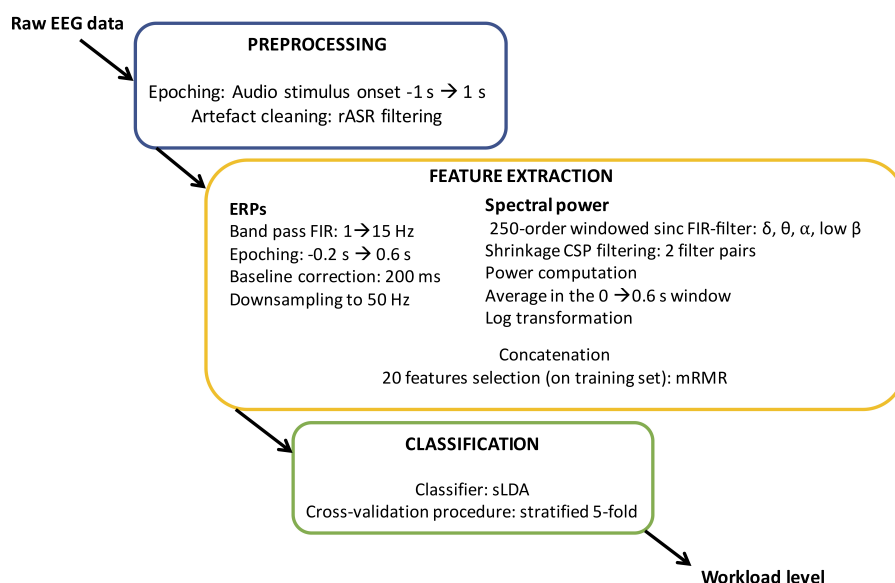 Raw EEG data
PREPROCESSING
Epoching: Audio stimulus onset -1 s → 1 s
Artefact cleaning: rASR filtering
FEATURE EXTRACTION
ERPs
Band pass FIR: 1→15 Hz
Epoching: -0.2 s → 0.6 s
Baseline correction: 200 ms
Downsampling to 50 Hz
Spectral power
250-order windowed sinc FIR-filter: δ, θ, α, low β
Shrinkage CSP filtering: 2 filter pairs
Power computation
Average in the 0 →0.6 s window
Log transformation
Concatenation
20 features selection (on training set): mRMR
CLASSIFICATION
Classifier: sLDA
Cross-validation procedure: stratified 5-fold
Workload level